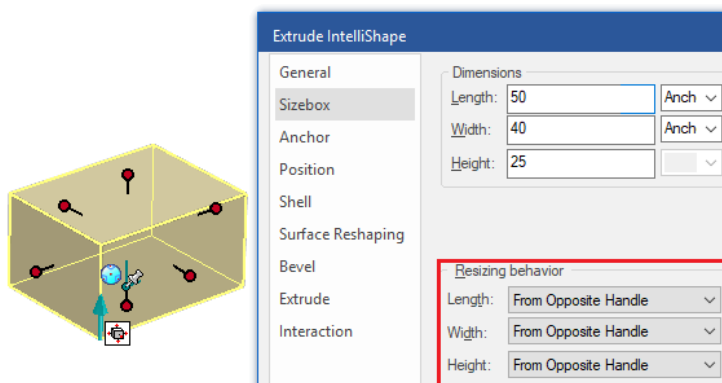 Extrude IntelliShape
General
Sizebox
Anchor
Position
Shell
Surface Reshaping
Bevel
Extrude
Interaction
Dimensions
Length: 50 Anch
Width: 40 Anch
Height: 25
Resizing behavior
Length: From Opposite Handle
Width: From Opposite Handle
Height: From Opposite Handle